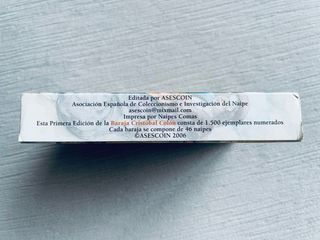 Editada por ASESCOIN
Asociación Española de Coleccionismo e Investigación del Naipe
asescoin@mixmail.com
Impresa por Naipes Comas
Esta Primera Edición de la Baraja Cristóbal Colón consta de 1.500 ejemplares numerados
Cada baraja se compone de 46 naipes
©ASESCOIN 2006